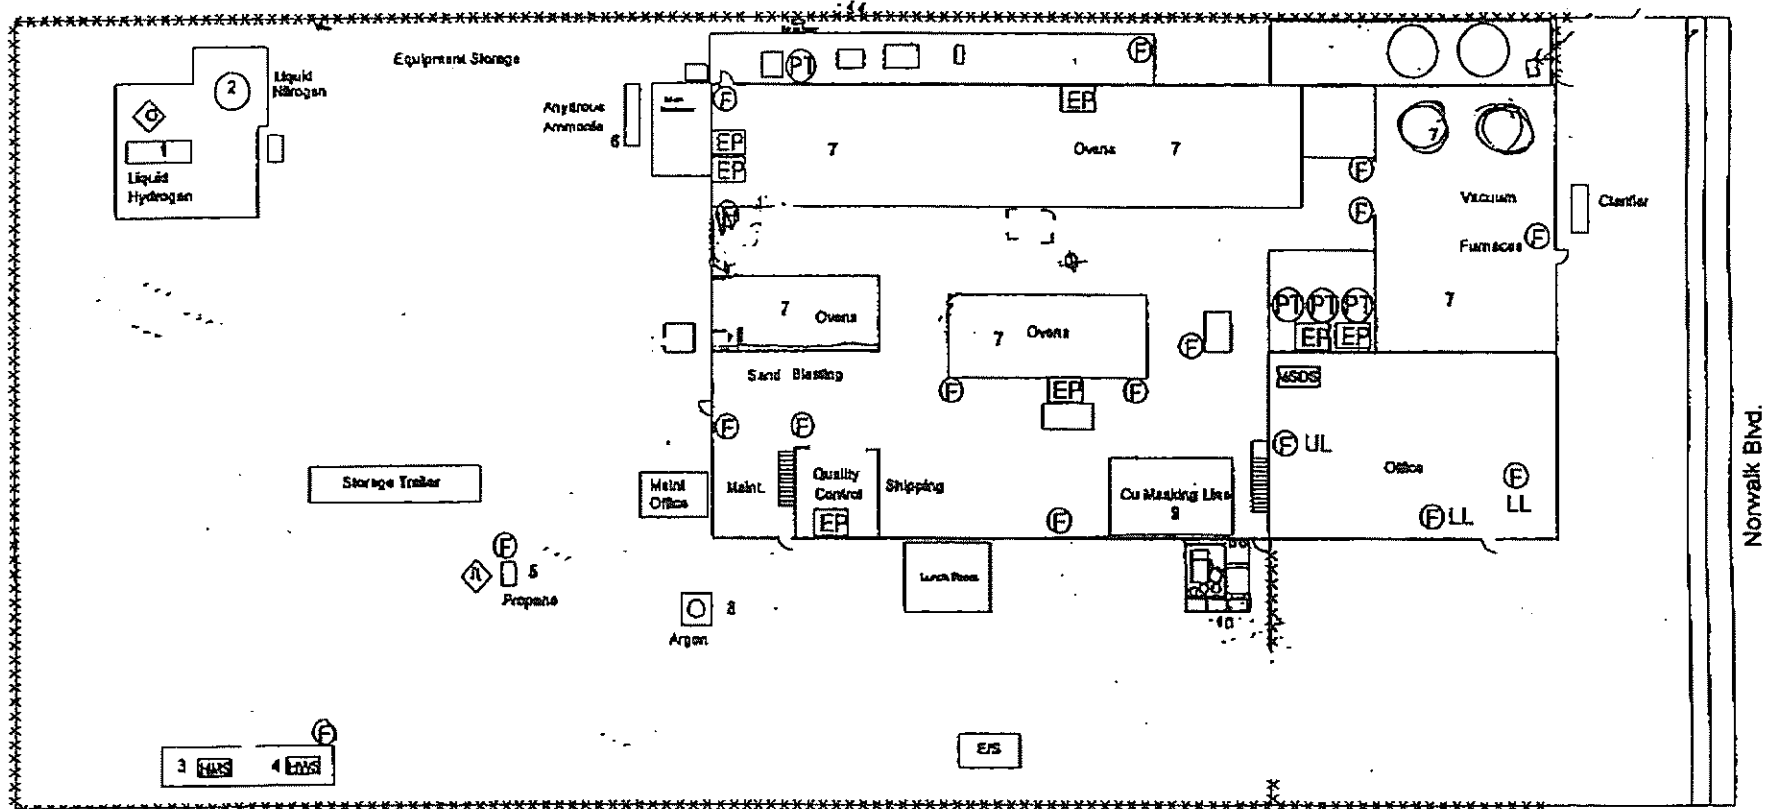 Equipment Storage
2
Liquid
Nitrogen
1
Liquid
Hydrogen
Anydrous
Ammonia
6
PT
F
F
EP
EP
EP
7
Ovens
7
F
F
7
Vacuum
Furnaces
F
7
Clarifier
7
Ovens
7
Ovens
F
PT
PT
PT
EP
EP
Sand Blasting
F
EP
F
MSDS
F
F
F UL
Office
F
LL
F LL
Storage Trailer
Maint
Office
Maint.
Quality
Control
EP
Shipping
F
Cu Masking Line
9
F
5
Propane
8
Argon
Lunch Room
10
F
3 HMS
4 HWS
E/S
Norwalk Blvd.